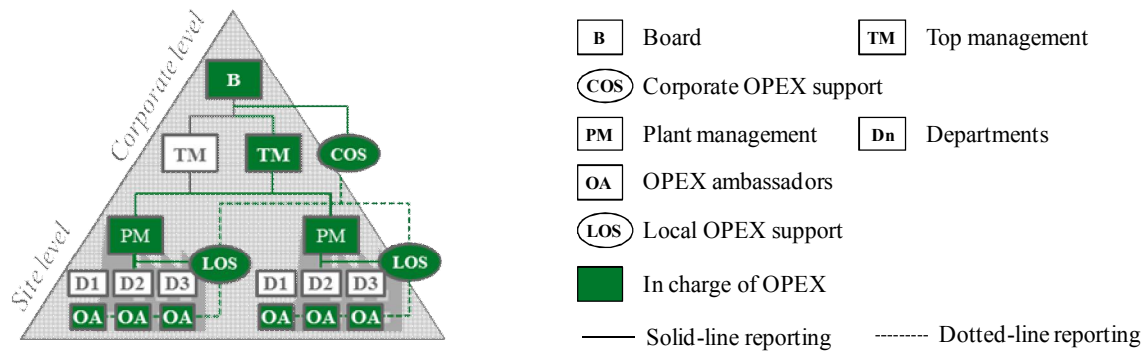 Corporate level
Site level
B
TM TM COS
PM PM
LOS LOS
D1 D2 D3 D1 D2 D3
OA OA OA OA OA OA
B Board TM Top management
COS Corporate OPEX support
PM Plant management Dn Departments
OA OPEX ambassadors
LOS Local OPEX support
In charge of OPEX
Solid-line reporting Dotted-line reporting